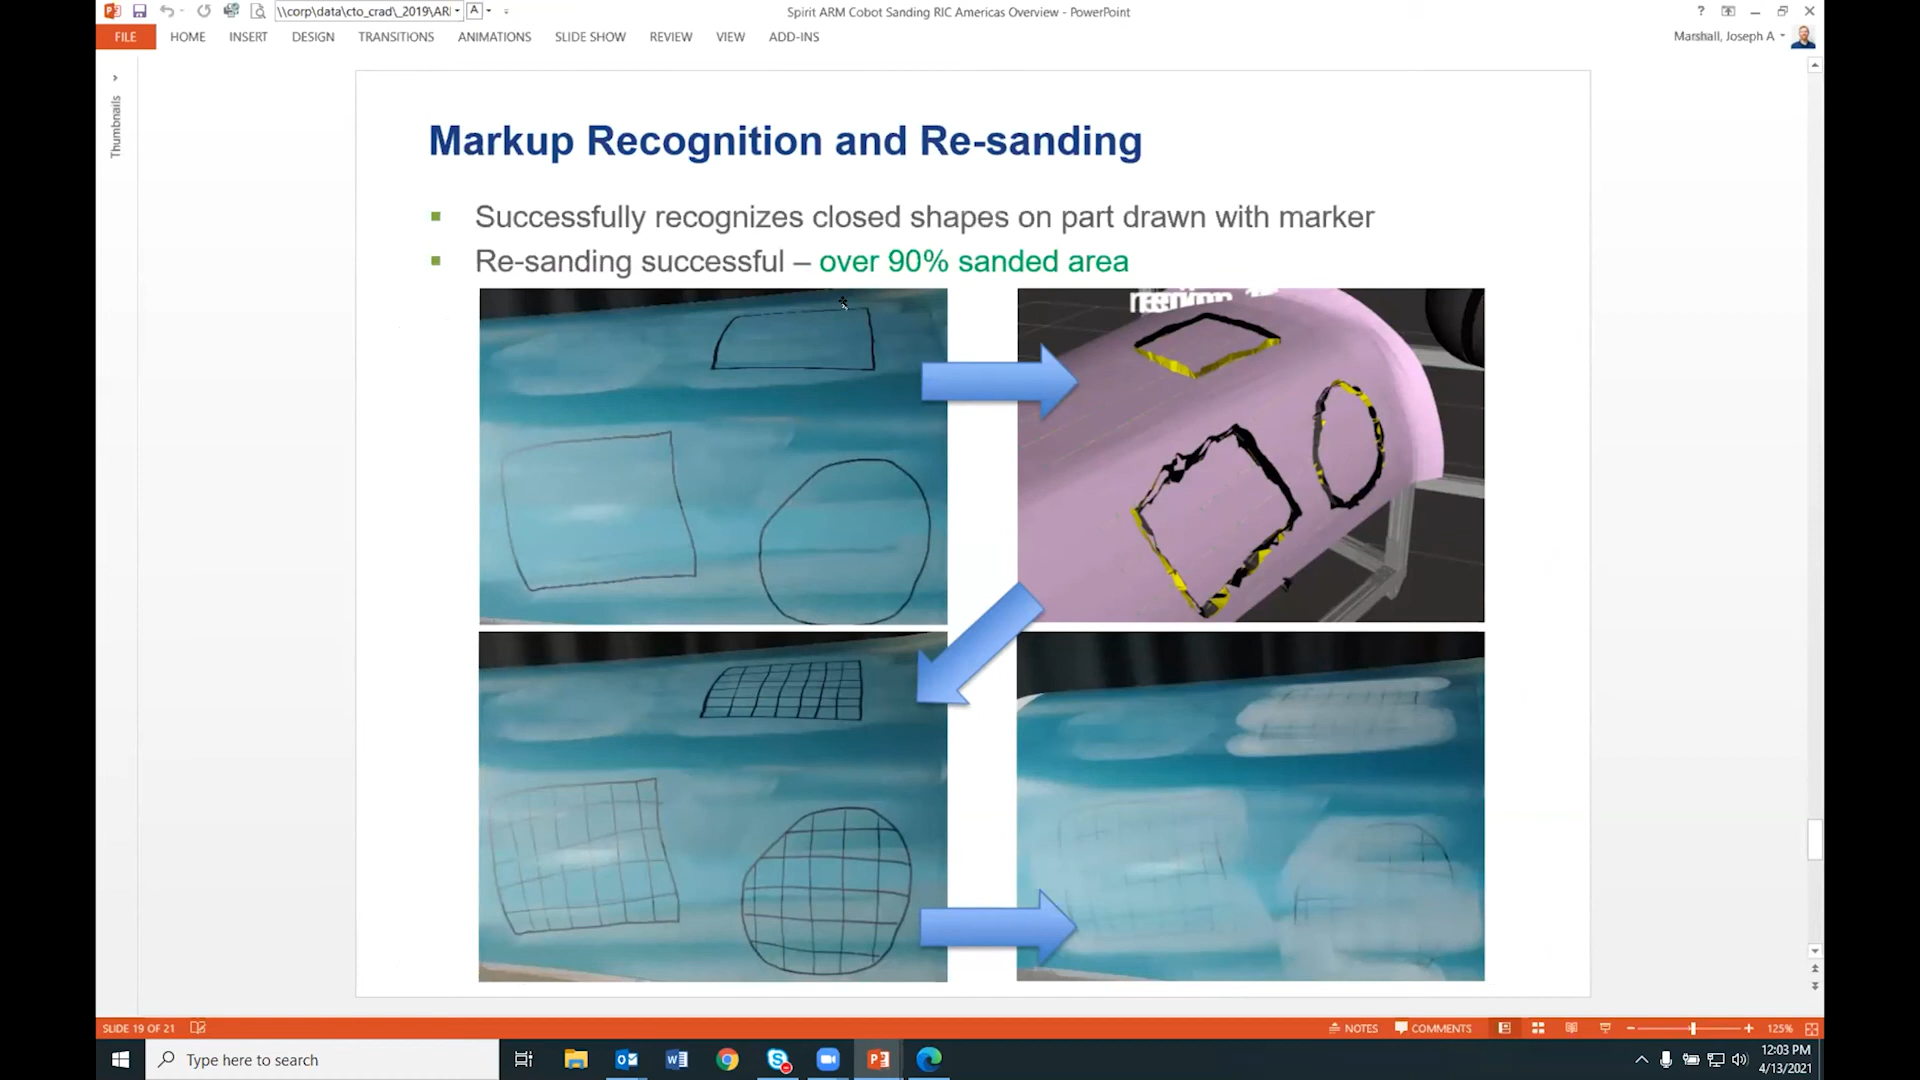 \\corp\data\cto_crad\_2019\ARI
A
Spirit ARM Cobot Sanding RIC Americas Overview - PowerPoint
?
FILE
HOME
INSERT
DESIGN
TRANSITIONS
ANIMATIONS
SLIDE SHOW
REVIEW
VIEW
ADD-INS
Marshall, Joseph A
Thumbnails
Markup Recognition and Re-sanding
Successfully recognizes closed shapes on part drawn with marker
Re-sanding successful – over 90% sanded area
SLIDE 19 OF 21
NOTES
COMMENTS
125%
Type here to search
12:03 PM
4/13/2021